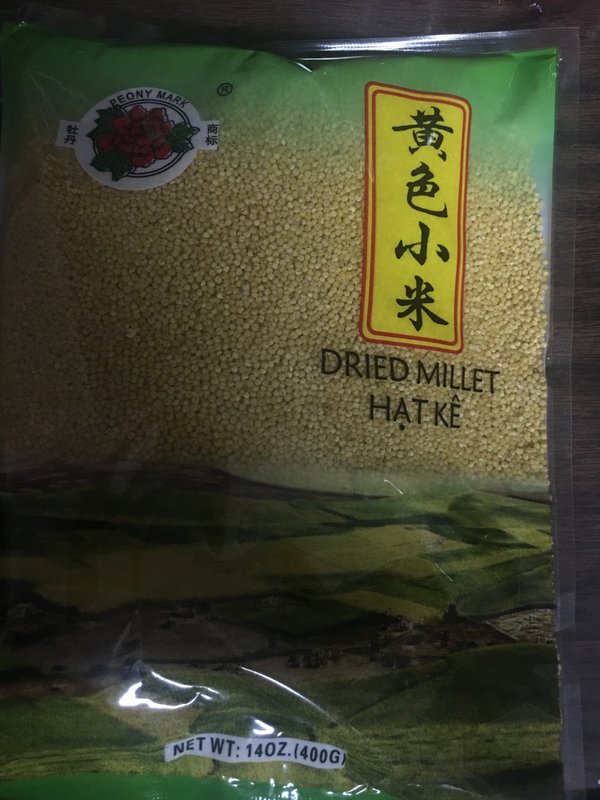 PEONY MARK
®
牡丹
商标
黄色小米
DRIED MILLET
HẠT KÊ
NET WT: 14OZ.(400G)